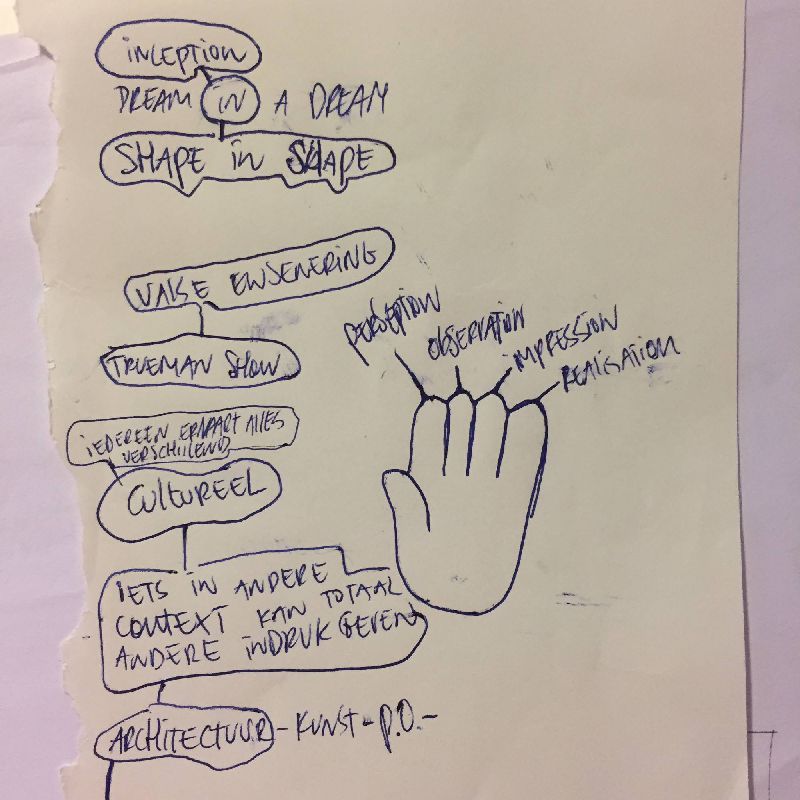 INCEPTION
DREAM IN A DREAM
SHAPE IN SHAPE
VALSE ENSENERING
TRUEMAN SHOW
IEDEREEN ERVAART ALLES
VERSCHILLEND
CULTUREEL
IETS IN ANDERE
CONTEXT KAN TOTAAL
ANDERE INDRUK GEVEN
ARCHITECTUUR - KUNST - P.O. -
PERCEPTION
OBSERVATION
IMPRESSION
REALISATION